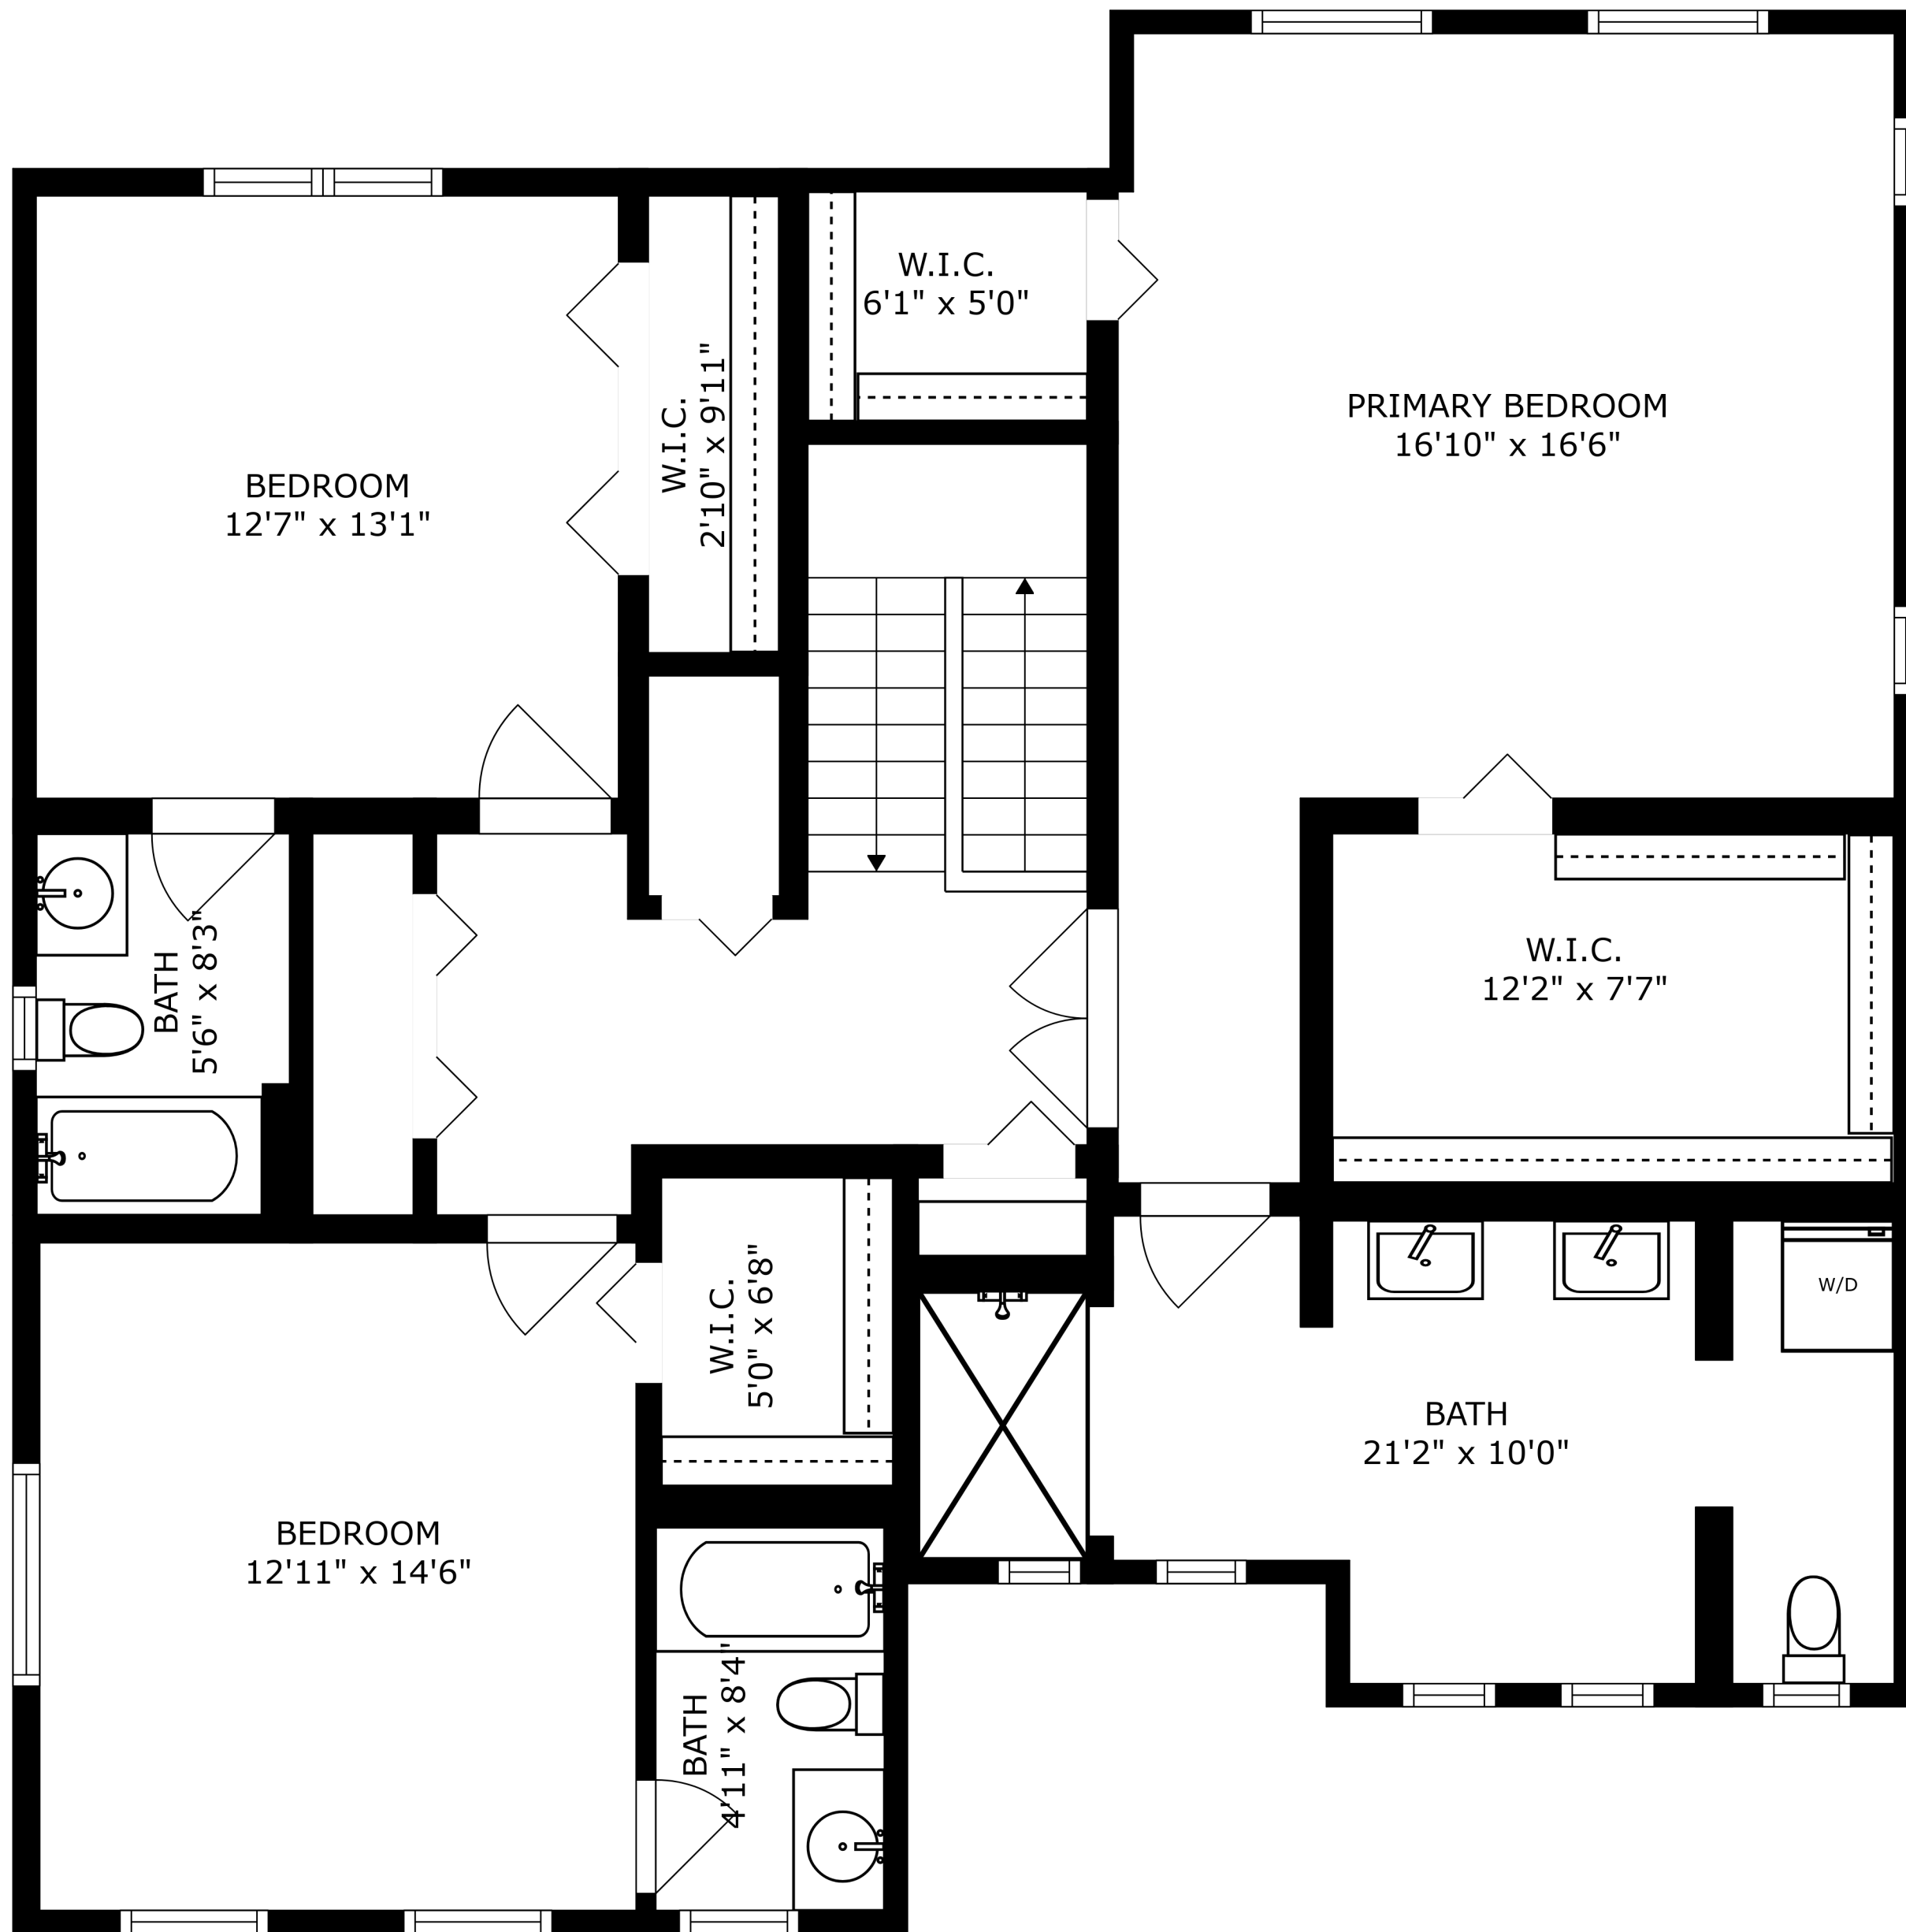 W.I.C.
6'1" x 5'0"
PRIMARY BEDROOM
16'10" x 16'6"
W.I.C.
2'10" x 9'11"
BEDROOM
12'7" x 13'1"
BATH
5'6" x 8'3"
W.I.C.
12'2" x 7'7"
W.I.C.
5'0" x 6'8"
W/D
BATH
21'2" x 10'0"
BEDROOM
12'11" x 14'6"
BATH
4'11" x 8'4"